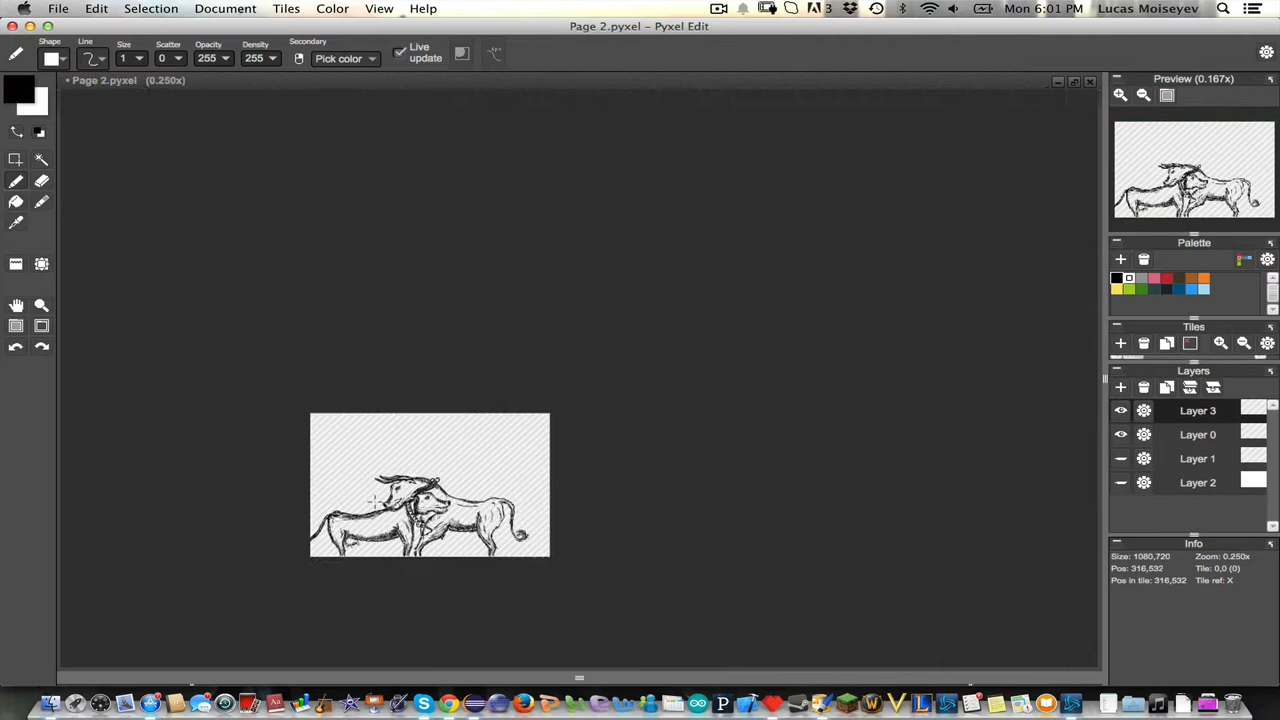 File Edit Selection Document Tiles Color View Help 3 Mon 6:01 PM Lucas Moiseyev
Page 2.pyxel - Pyxel Edit
Shape Line Size Scatter Opacity Density Secondary
1 0 255 255 Pick color Live update
• Page 2.pyxel (0.250x)
Preview (0.167x)
Palette
Tiles
Layers
Layer 3
Layer 0
Layer 1
Layer 2
Info
Size: 1080,720 Zoom: 0.250x
Pos: 316,532 Tile: 0,0 (0)
Pos in tile: 316,532 Tile ref: X